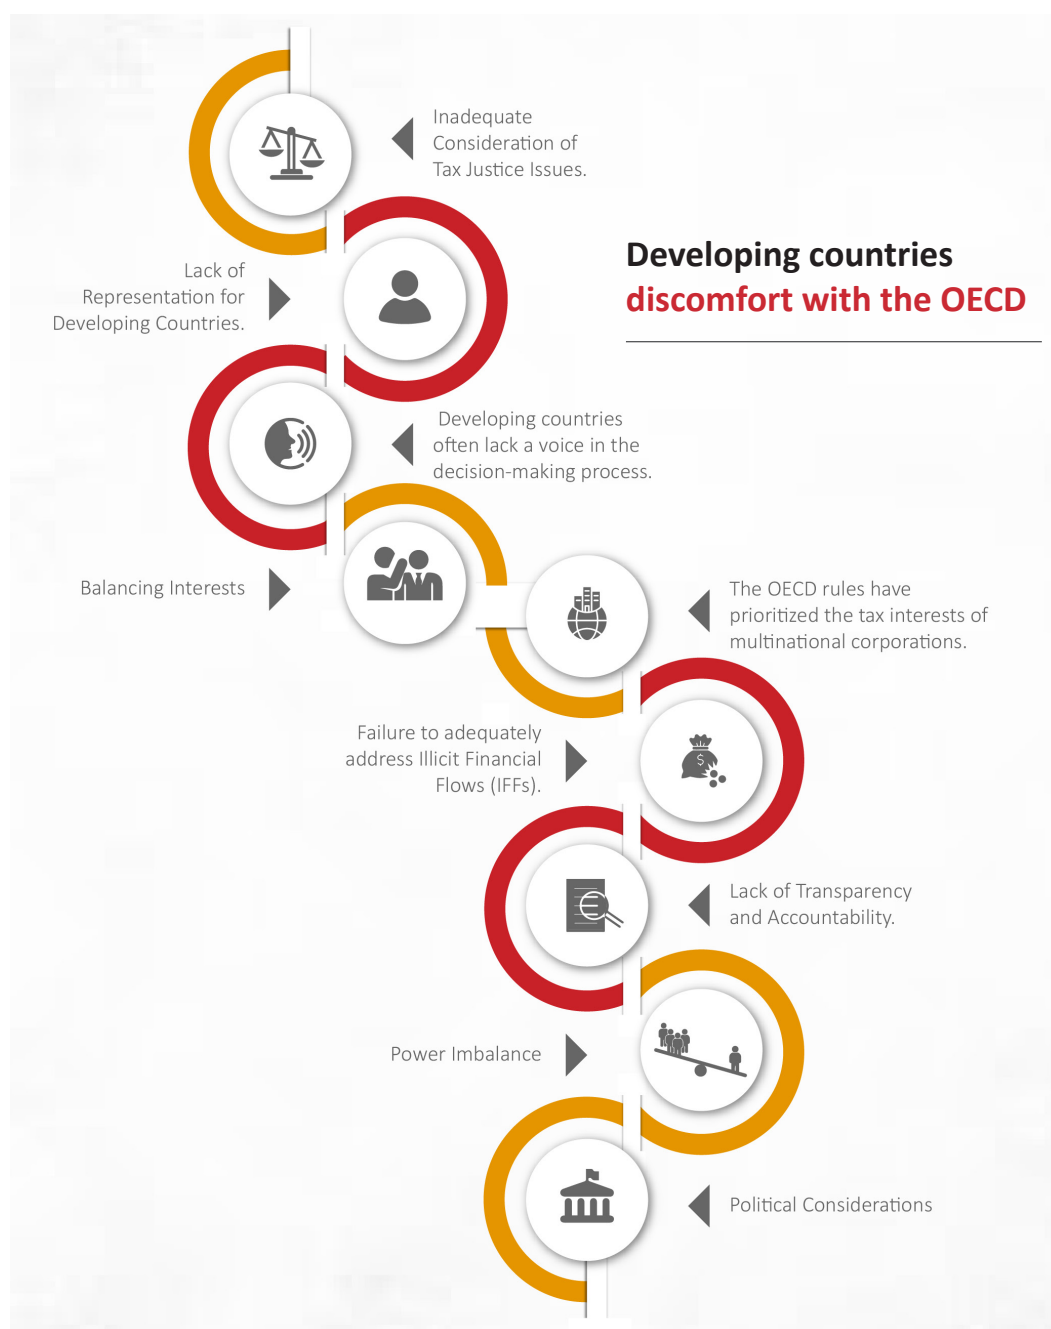 Inadequate
Consideration of
Tax Justice Issues.
Developing countries
discomfort with the OECD
Lack of
Representation for
Developing Countries.
Developing countries
often lack a voice in the
decision-making process.
Balancing Interests
The OECD rules have
prioritized the tax interests of
multinational corporations.
Failure to adequately
address Illicit Financial
Flows (IFFs).
$
Lack of Transparency
and Accountability.
Power Imbalance
Political Considerations